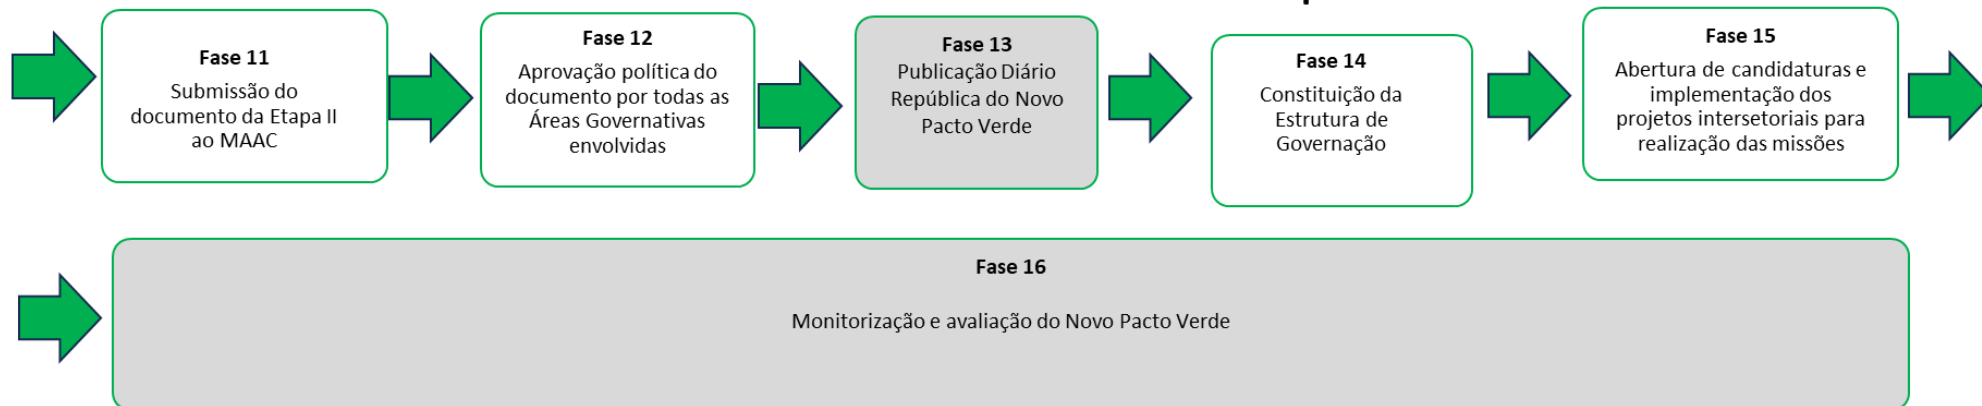 Fase 11
Submissão do
documento da Etapa II
ao MAAC
Fase 12
Aprovação política do
documento por todas as
Áreas Governativas
envolvidas
Fase 13
Publicação Diário
República do Novo
Pacto Verde
Fase 14
Constituição da
Estrutura de
Governação
Fase 15
Abertura de candidaturas e
implementação dos
projetos intersetoriais para
realização das missões
Fase 16
Monitorização e avaliação do Novo Pacto Verde